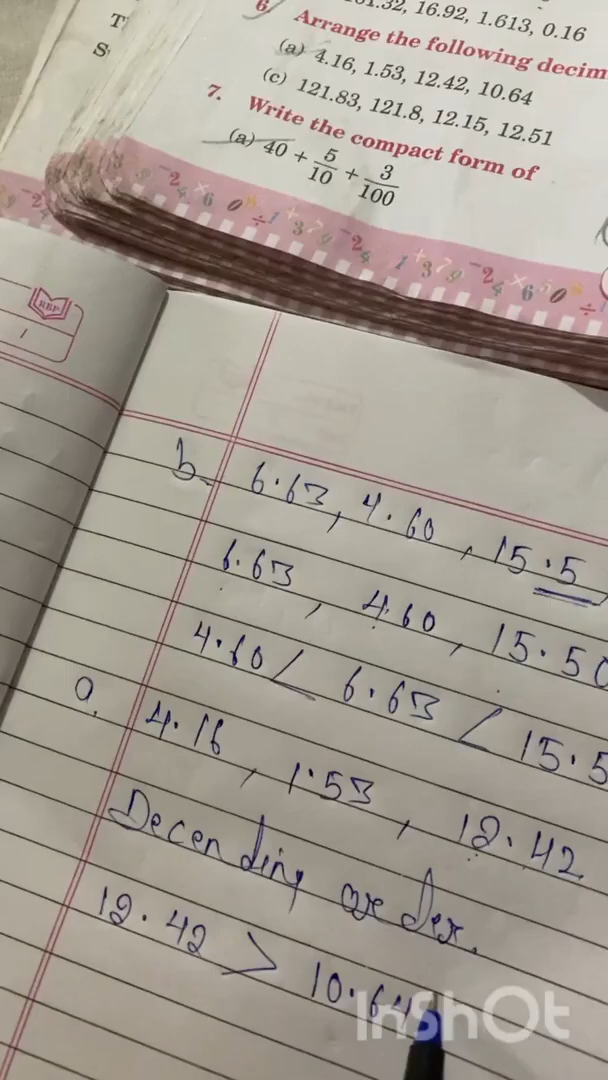 T
S
61.32, 16.92, 1.613, 0.16
6. Arrange the following decim
(a) 4.16, 1.53, 12.42, 10.64
(c) 121.83, 121.8, 12.15, 12.51
7. Write the compact form of
(a) 40 + 5/10 + 3/100
RBP
b. 6.63, 4.60, 15.5,
6.63, 4.60, 15.50
4.60 < 6.63 < 15.5
a. 4.16, 1.53, 12.42
Decending order.
12.42 > 10.64
InShOt